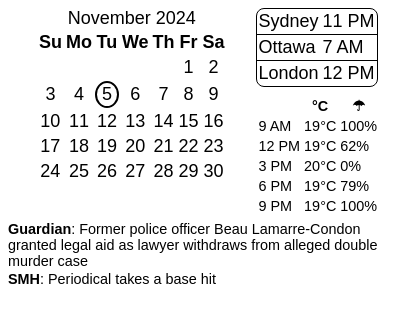 November 2024
Su Mo Tu We Th Fr Sa
1 2
3 4 5 6 7 8 9
10 11 12 13 14 15 16
17 18 19 20 21 22 23
24 25 26 27 28 29 30
Sydney 11 PM
Ottawa 7 AM
London 12 PM
°C ☂
9 AM 19°C 100%
12 PM 19°C 62%
3 PM 20°C 0%
6 PM 19°C 79%
9 PM 19°C 100%
Guardian: Former police officer Beau Lamarre-Condon
granted legal aid as lawyer withdraws from alleged double
murder case
SMH: Periodical takes a base hit